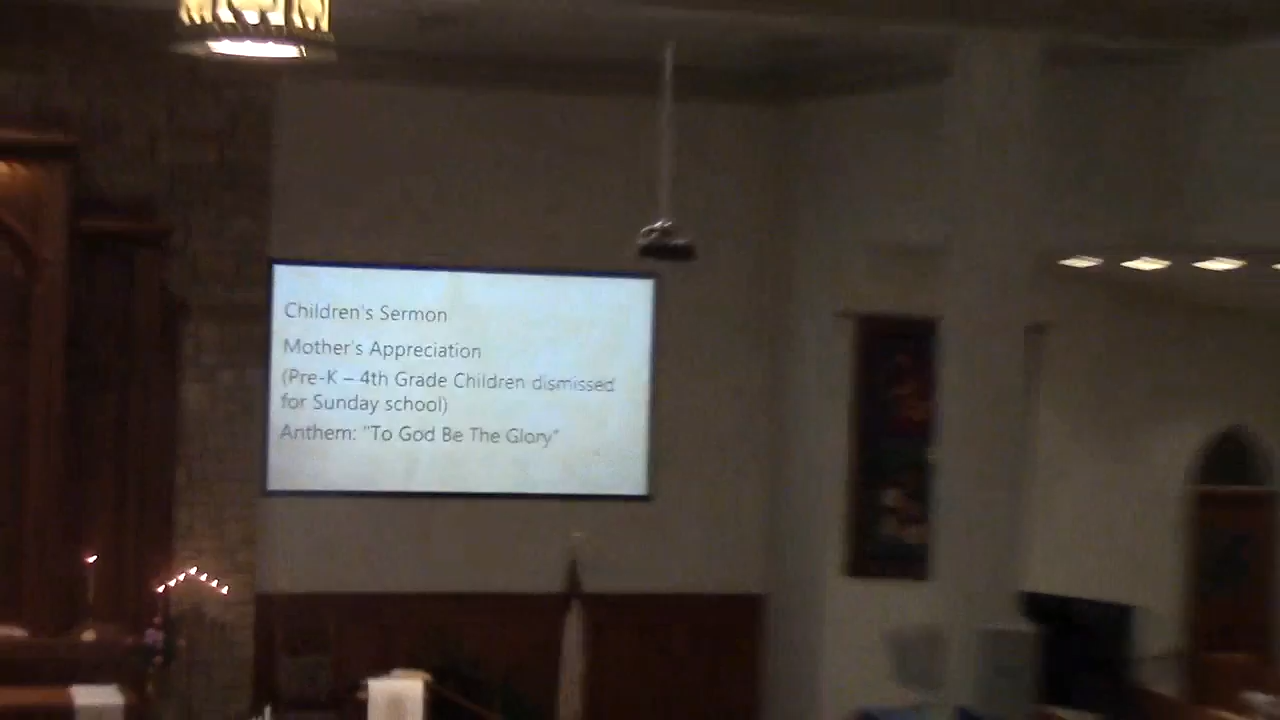 Children's Sermon
Mother's Appreciation
(Pre-K – 4th Grade Children dismissed
for Sunday school)
Anthem: "To God Be The Glory"